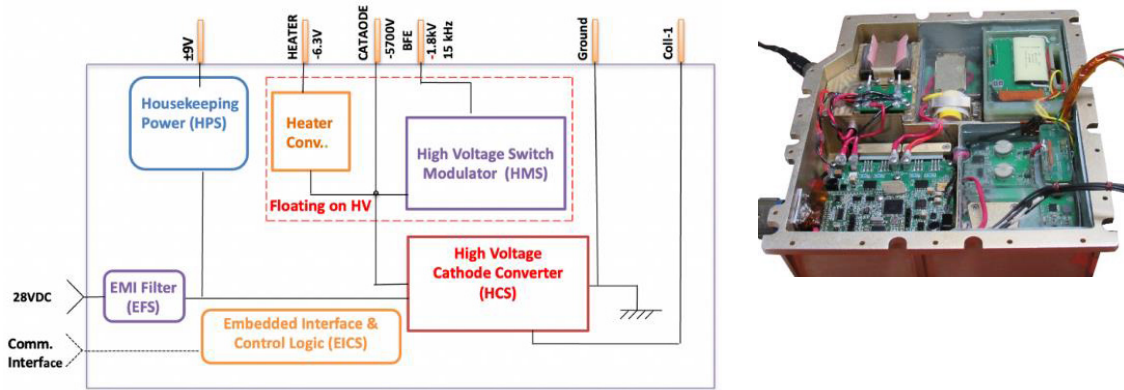 ±9V
HEATER
-6.3V
CATAODE
-5700V
BFE
-1.8kV
15 kHz
Ground
Coll-1
Housekeeping
Power (HPS)
Heater
Conv..
High Voltage Switch
Modulator (HMS)
Floating on HV
High Voltage
Cathode Converter
(HCS)
28VDC
EMI Filter
(EFS)
Embedded Interface &
Control Logic (EICS)
Comm.
Interface